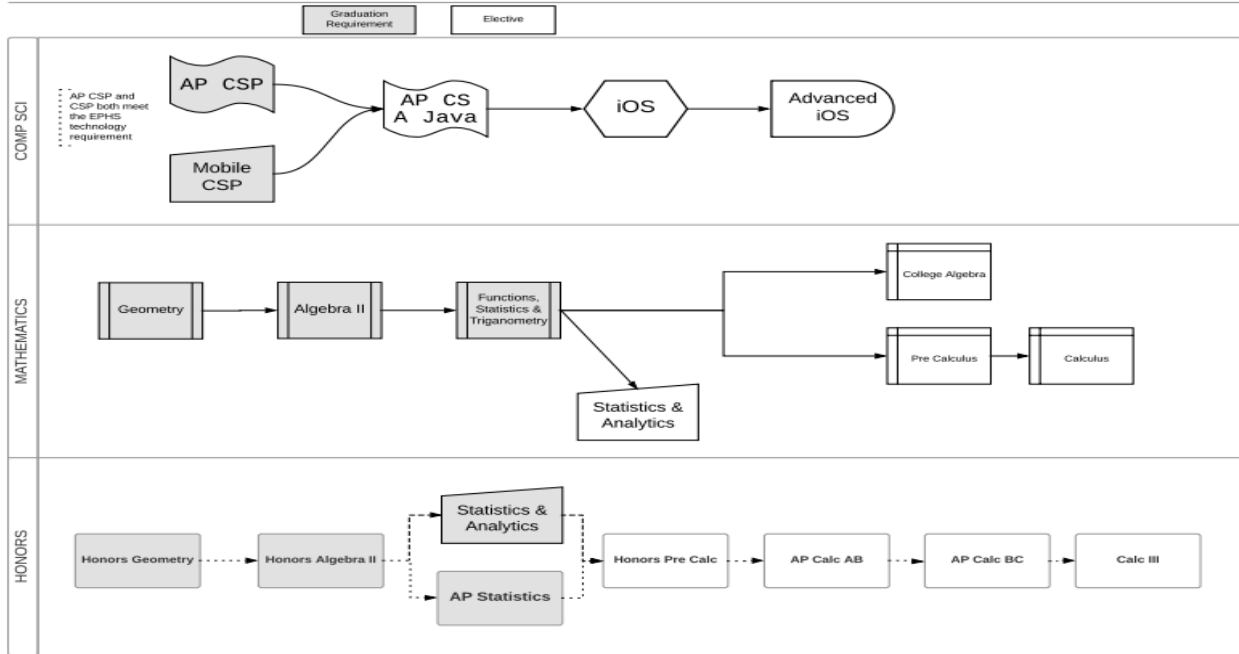 Graduation
Requirement
Elective
COMP SCI
AP CSP and
CSP both meet
the EPHS
technology
requirement
AP CSP
Mobile
CSP
AP CS
A Java
iOS
Advanced
iOS
MATHEMATICS
Geometry
Algebra II
Functions,
Statistics &
Triganometry
Statistics &
Analytics
College Algebra
Pre Calculus
Calculus
HONORS
Honors Geometry
Honors Algebra II
Statistics &
Analytics
AP Statistics
Honors Pre Calc
AP Calc AB
AP Calc BC
Calc III